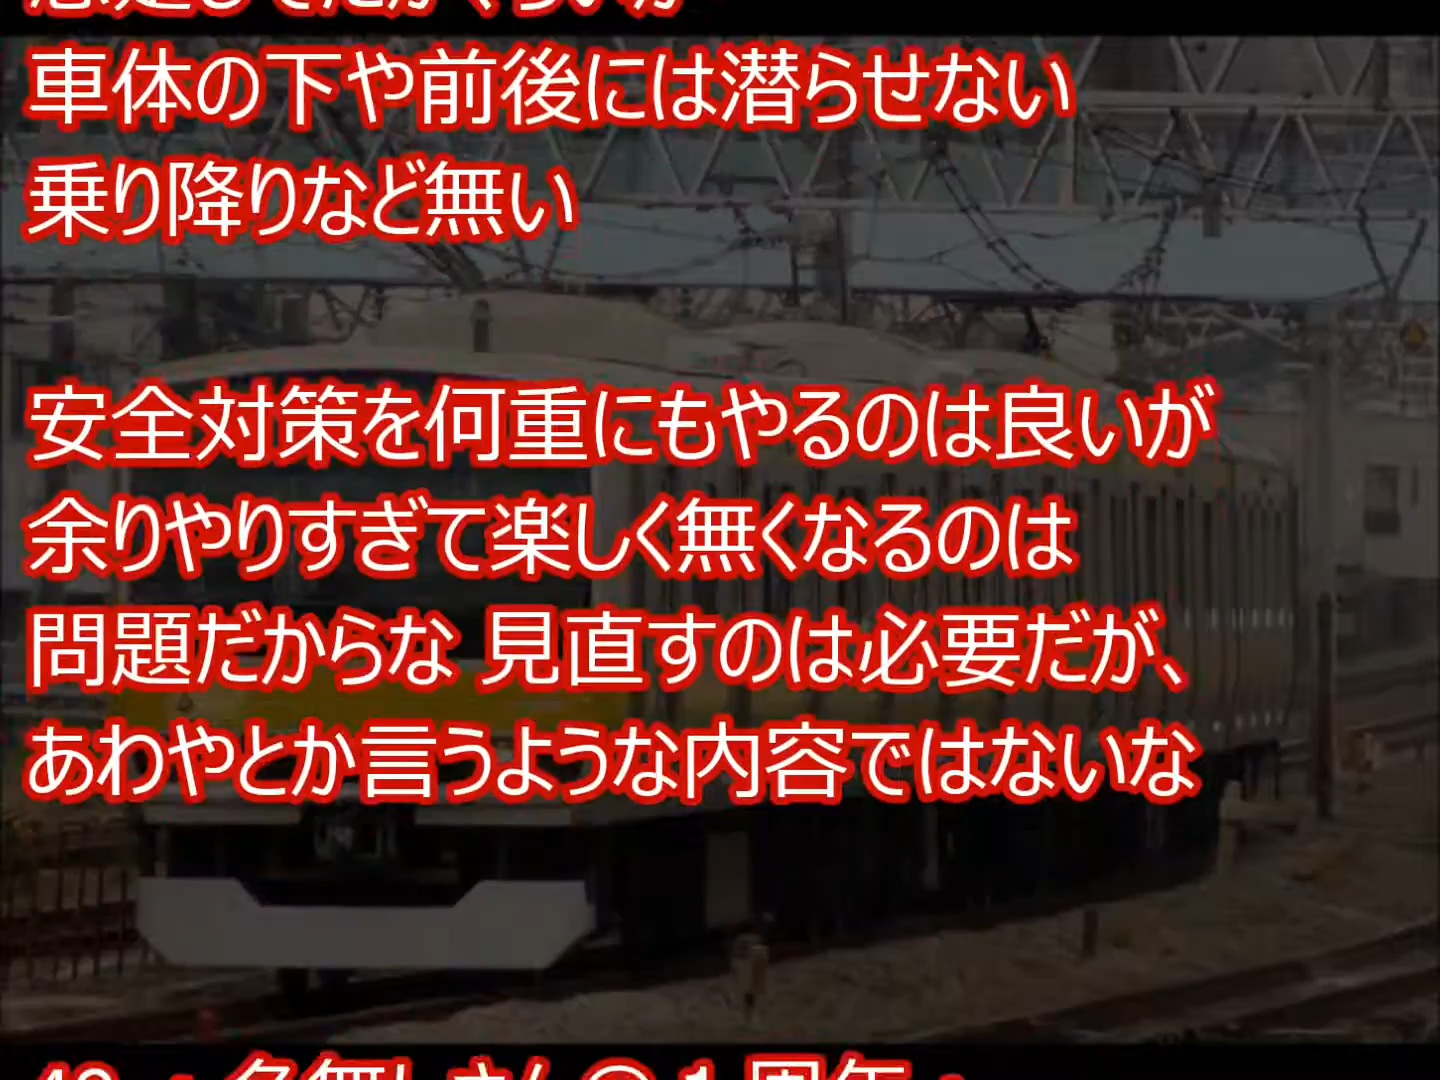 車体の下や前後には潜らせない
乗り降りなど無い
安全対策を何重にもやるのは良いが
余りやりすぎて楽しく無くなるのは
問題だからな 見直すのは必要だが、
あわやとか言うような内容ではないな